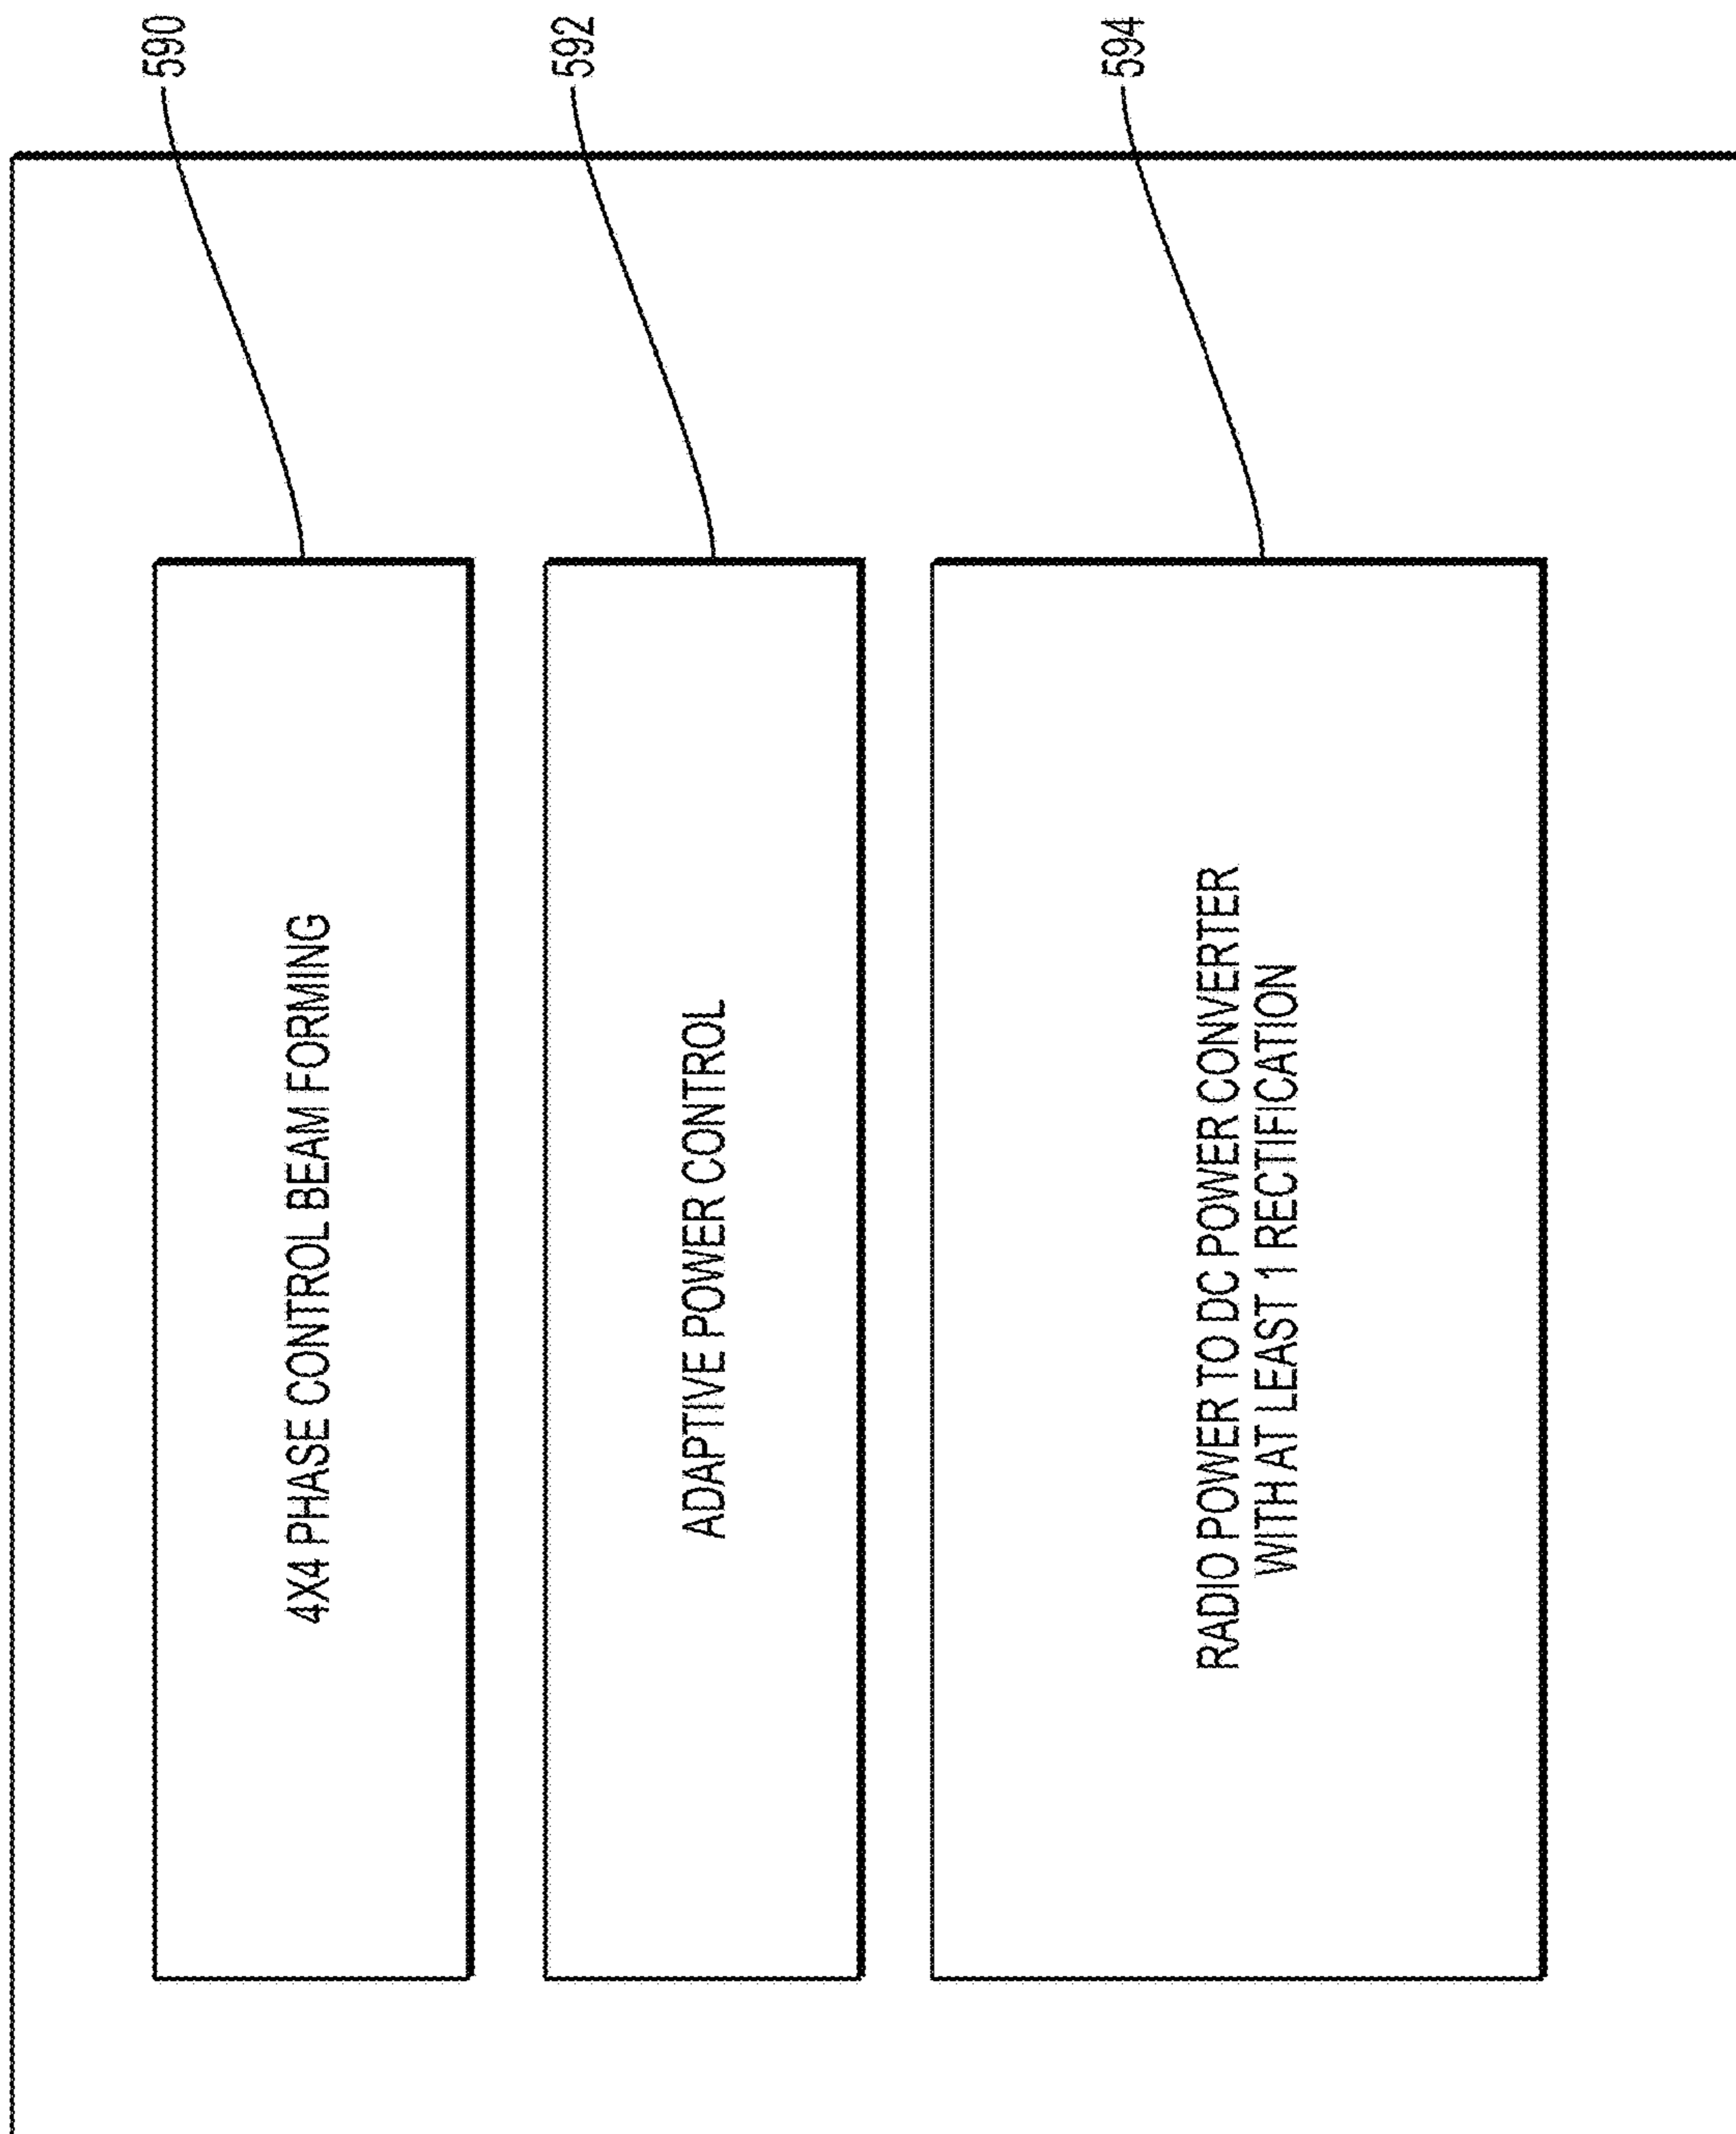 590
4X4 PHASE CONTROL BEAM FORMING
592
ADAPTIVE POWER CONTROL
594
RADIO POWER TO DC POWER CONVERTER
WITH AT LEAST 1 RECTIFICATION